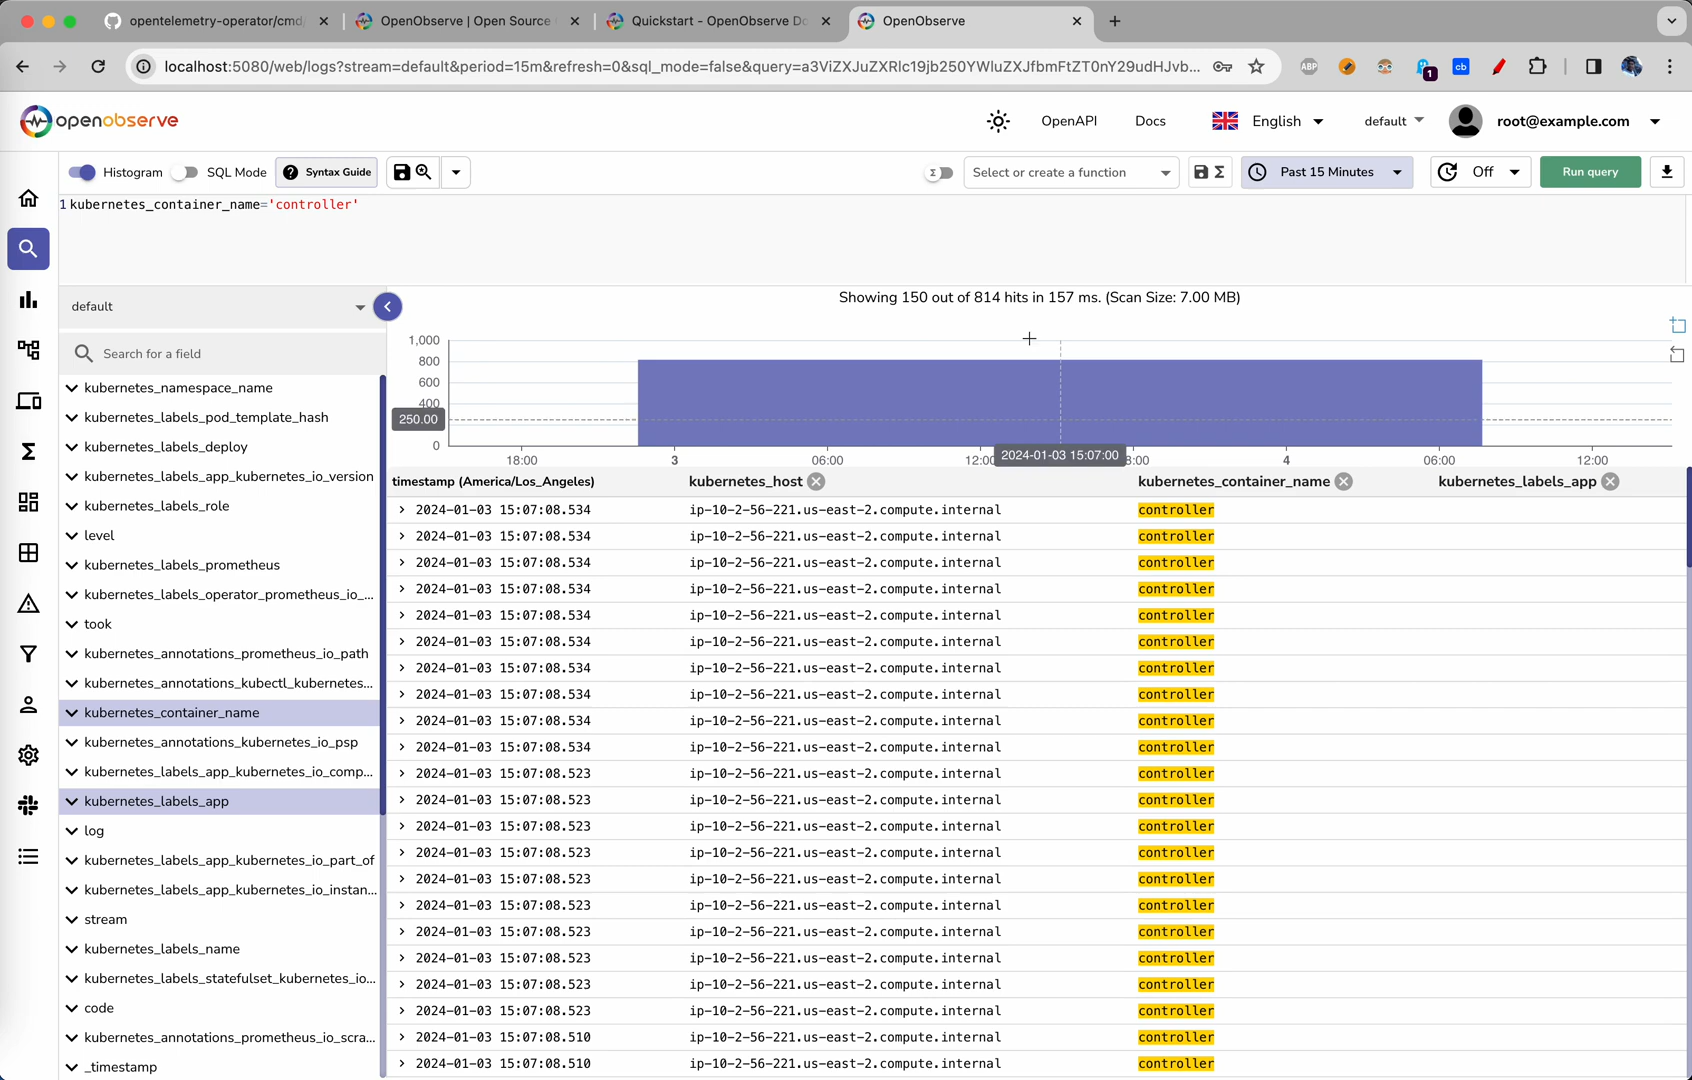 opentelemetry-operator/cmd/
OpenObserve | Open Source
Quickstart - OpenObserve Do
OpenObserve
localhost:5080/web/logs?stream=default&period=15m&refresh=0&sql_mode=false&query=a3ViZXJuZXRlc19jb250YWluZXJfbmFtZT0nY29udHJvb...
ABP
1
cb
openobserve
OpenAPI
Docs
English
default
root@example.com
Histogram
SQL Mode
Syntax Guide
Select or create a function
Past 15 Minutes
Off
Run query
1 kubernetes_container_name='controller'
default
Search for a field
kubernetes_namespace_name
kubernetes_labels_pod_template_hash
kubernetes_labels_deploy
kubernetes_labels_app_kubernetes_io_version
kubernetes_labels_role
level
kubernetes_labels_prometheus
kubernetes_labels_operator_prometheus_io_...
took
kubernetes_annotations_prometheus_io_path
kubernetes_annotations_kubectl_kubernetes...
kubernetes_container_name
kubernetes_annotations_kubernetes_io_psp
kubernetes_labels_app_kubernetes_io_comp...
kubernetes_labels_app
log
kubernetes_labels_app_kubernetes_io_part_of
kubernetes_labels_app_kubernetes_io_instan...
stream
kubernetes_labels_name
kubernetes_labels_statefulset_kubernetes_io...
code
kubernetes_annotations_prometheus_io_scra...
_timestamp
Showing 150 out of 814 hits in 157 ms. (Scan Size: 7.00 MB)
1,000
800
600
400
250.00
0
18:00
3
06:00
12:00
2024-01-03 15:07:00
8:00
4
06:00
12:00
timestamp (America/Los_Angeles) kubernetes_host kubernetes_container_name kubernetes_labels_app
2024-01-03 15:07:08.534 ip-10-2-56-221.us-east-2.compute.internal controller
2024-01-03 15:07:08.534 ip-10-2-56-221.us-east-2.compute.internal controller
2024-01-03 15:07:08.534 ip-10-2-56-221.us-east-2.compute.internal controller
2024-01-03 15:07:08.534 ip-10-2-56-221.us-east-2.compute.internal controller
2024-01-03 15:07:08.534 ip-10-2-56-221.us-east-2.compute.internal controller
2024-01-03 15:07:08.534 ip-10-2-56-221.us-east-2.compute.internal controller
2024-01-03 15:07:08.534 ip-10-2-56-221.us-east-2.compute.internal controller
2024-01-03 15:07:08.534 ip-10-2-56-221.us-east-2.compute.internal controller
2024-01-03 15:07:08.534 ip-10-2-56-221.us-east-2.compute.internal controller
2024-01-03 15:07:08.534 ip-10-2-56-221.us-east-2.compute.internal controller
2024-01-03 15:07:08.523 ip-10-2-56-221.us-east-2.compute.internal controller
2024-01-03 15:07:08.523 ip-10-2-56-221.us-east-2.compute.internal controller
2024-01-03 15:07:08.523 ip-10-2-56-221.us-east-2.compute.internal controller
2024-01-03 15:07:08.523 ip-10-2-56-221.us-east-2.compute.internal controller
2024-01-03 15:07:08.523 ip-10-2-56-221.us-east-2.compute.internal controller
2024-01-03 15:07:08.523 ip-10-2-56-221.us-east-2.compute.internal controller
2024-01-03 15:07:08.523 ip-10-2-56-221.us-east-2.compute.internal controller
2024-01-03 15:07:08.523 ip-10-2-56-221.us-east-2.compute.internal controller
2024-01-03 15:07:08.523 ip-10-2-56-221.us-east-2.compute.internal controller
2024-01-03 15:07:08.523 ip-10-2-56-221.us-east-2.compute.internal controller
2024-01-03 15:07:08.510 ip-10-2-56-221.us-east-2.compute.internal controller
2024-01-03 15:07:08.510 ip-10-2-56-221.us-east-2.compute.internal controller